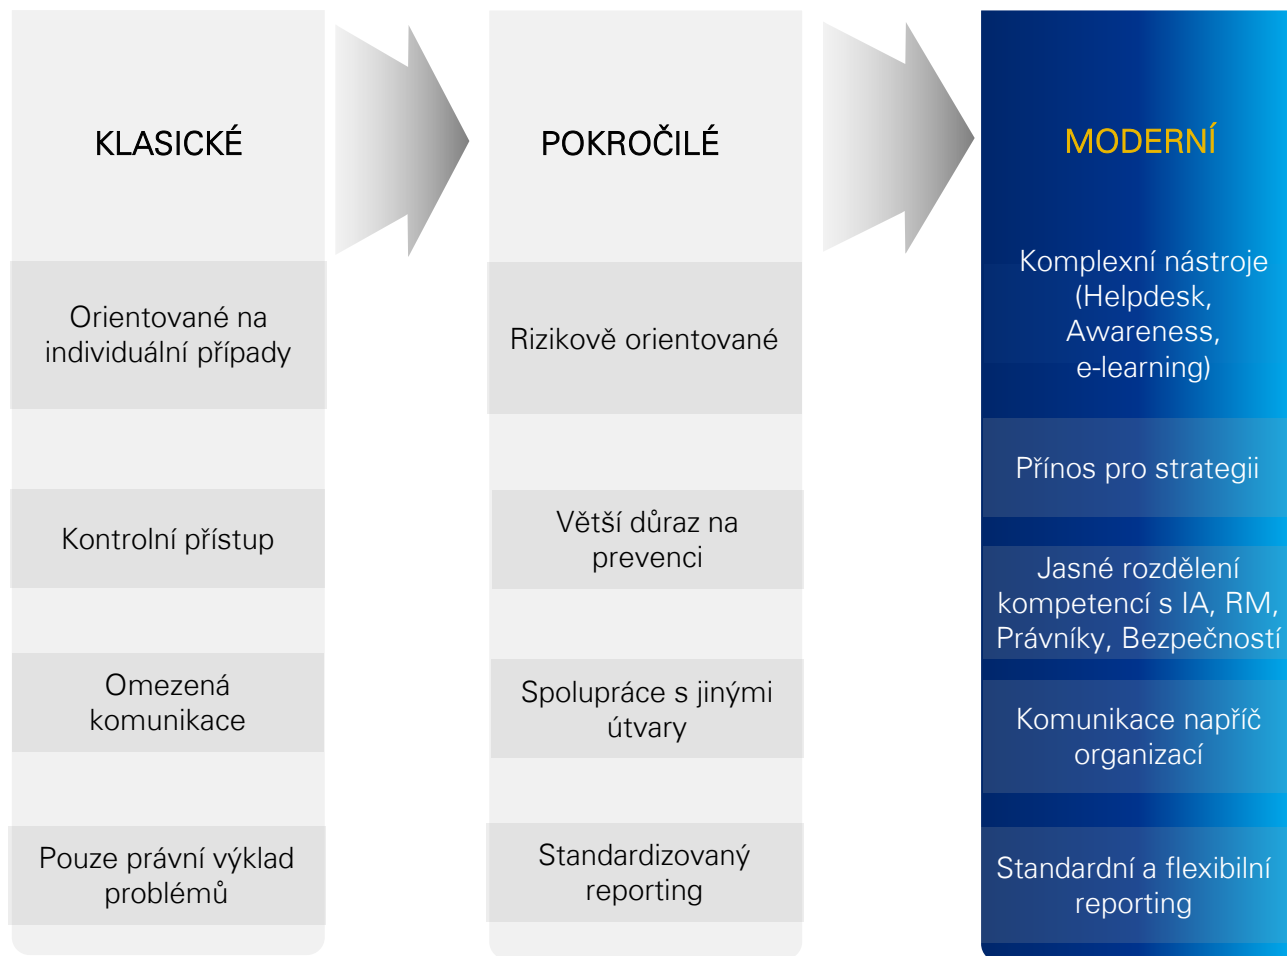 KLASICKÉ
Orientované na
individuální případy
Kontrolní přístup
Omezená
komunikace
Pouze právní výklad
problémů
POKROČILÉ
Rizikově orientované
Větší důraz na
prevenci
Spolupráce s jinými
útvary
Standardizovaný
reporting
MODERNÍ
Komplexní nástroje
(Helpdesk,
Awareness,
e-learning)
Přínos pro strategii
Jasné rozdělení
kompetencí s IA, RM,
Právníky, Bezpečností
Komunikace napříč
organizací
Standardní a flexibilní
reporting